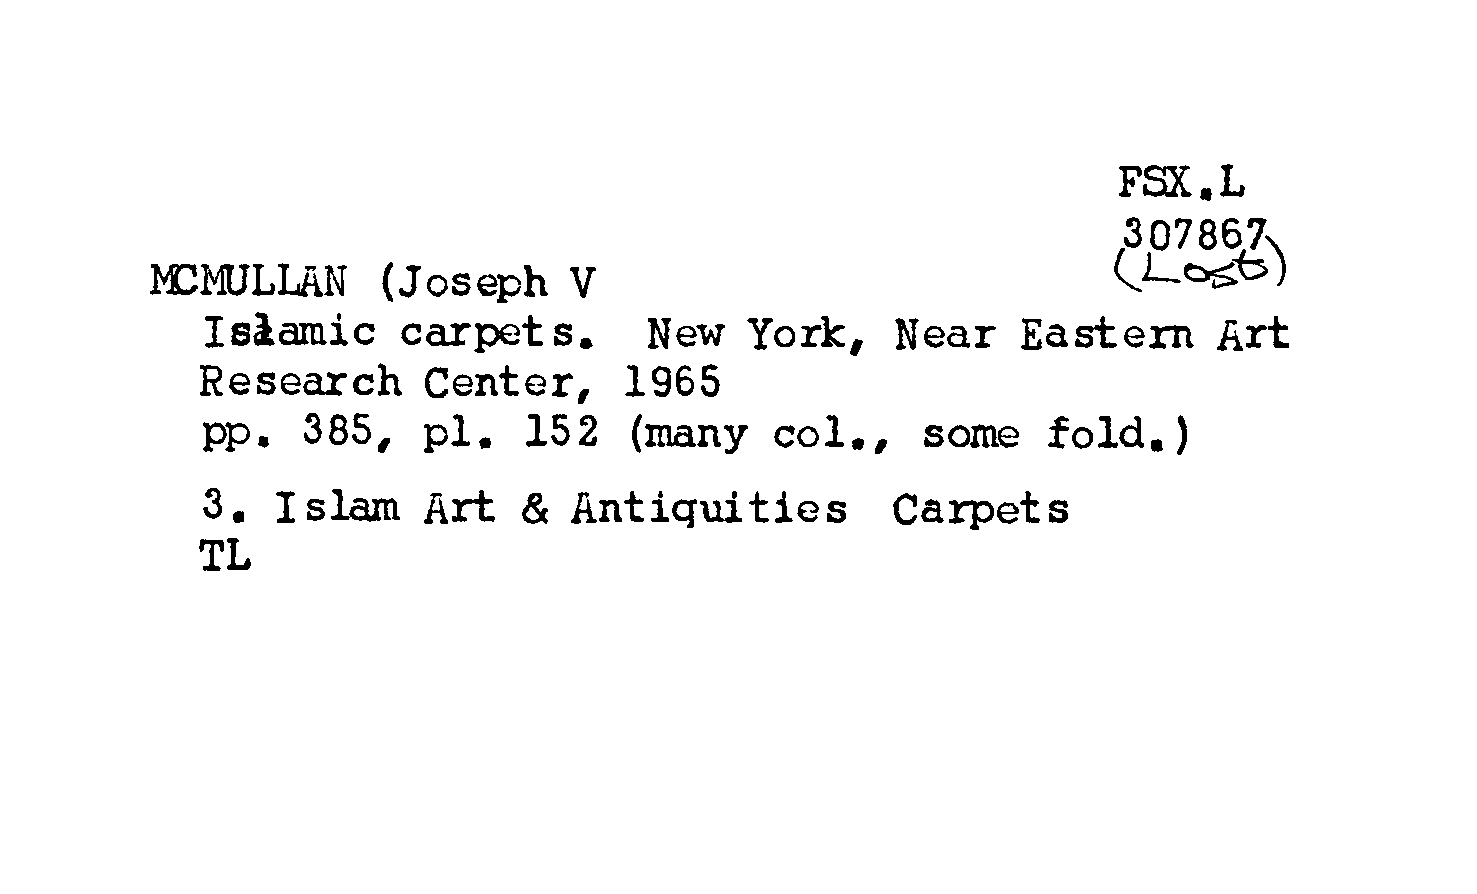 FSX.L
307867
(Lost)
MCMULLAN (Joseph V
Islamic carpets. New York, Near Eastern Art
Research Center, 1965
pp. 385, pl. 152 (many col., some fold.)
3. Islam Art & Antiquities Carpets
TL